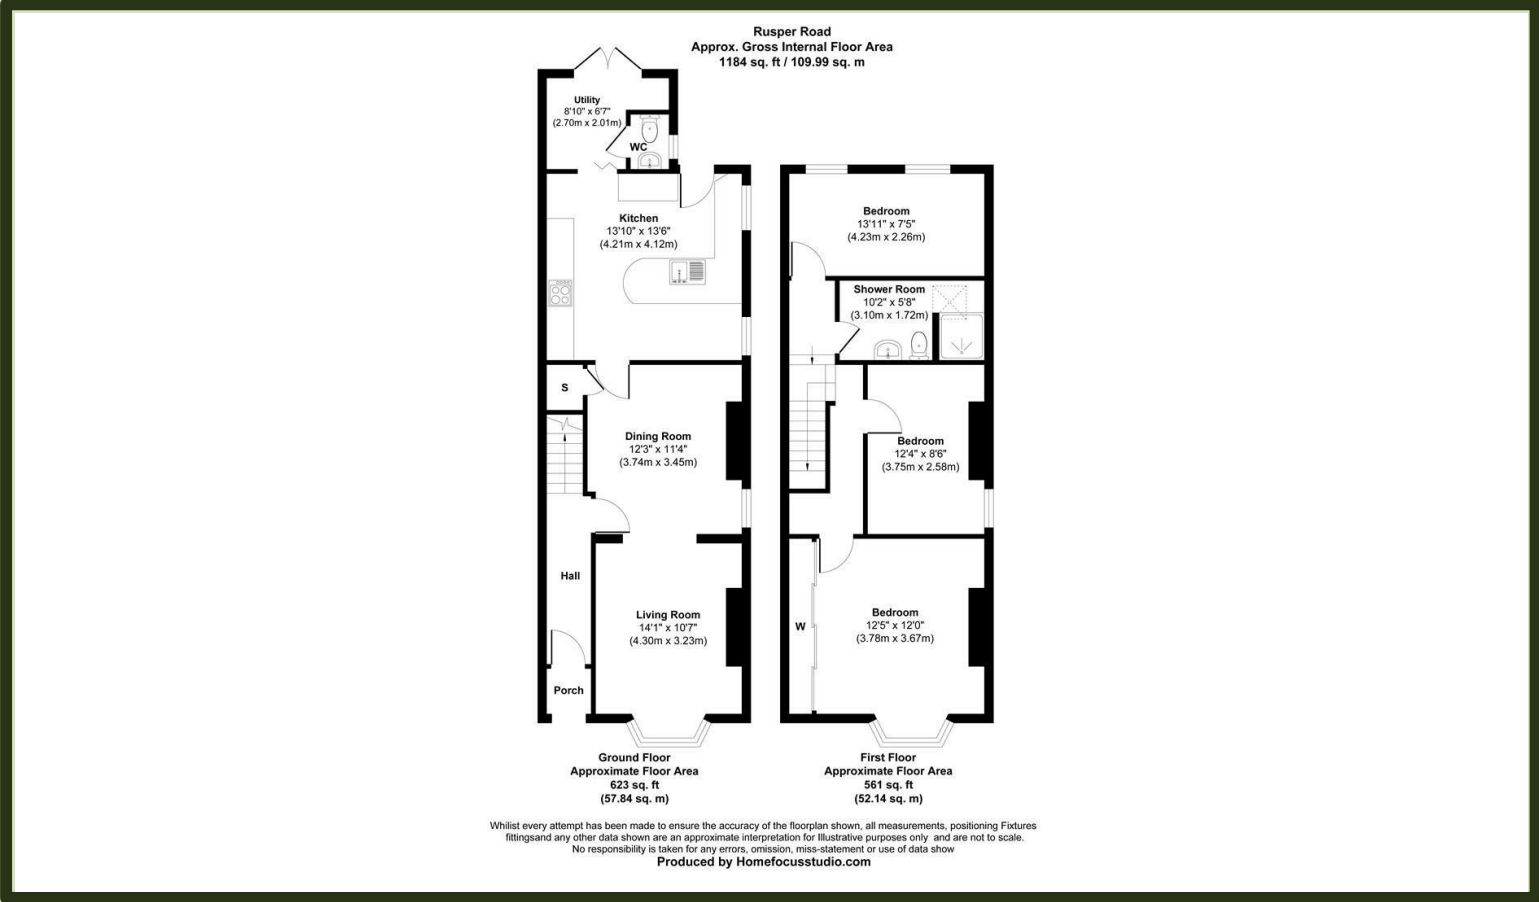 Rusper Road
Approx. Gross Internal Floor Area
1184 sq. ft / 109.99 sq. m
Utility
8'10" x 6'7"
(2.70m x 2.01m)
WC
Kitchen
13'10" x 13'6"
(4.21m x 4.12m)
S
Dining Room
12'3" x 11'4"
(3.74m x 3.45m)
Hall
Living Room
14'1" x 10'7"
(4.30m x 3.23m)
Porch
Ground Floor
Approximate Floor Area
623 sq. ft
(57.84 sq. m)
Bedroom
13'11" x 7'5"
(4.23m x 2.26m)
Shower Room
10'2" x 5'8"
(3.10m x 1.72m)
Bedroom
12'4" x 8'6"
(3.75m x 2.58m)
Bedroom
12'5" x 12'0"
(3.78m x 3.67m)
W
First Floor
Approximate Floor Area
561 sq. ft
(52.14 sq. m)
Whilst every attempt has been made to ensure the accuracy of the floorplan shown, all measurements, positioning Fixtures
fittingsand any other data shown are an approximate interpretation for Illustrative purposes only and are not to scale.
No responsibility is taken for any errors, omission, miss-statement or use of data show
Produced by Homefocusstudio.com